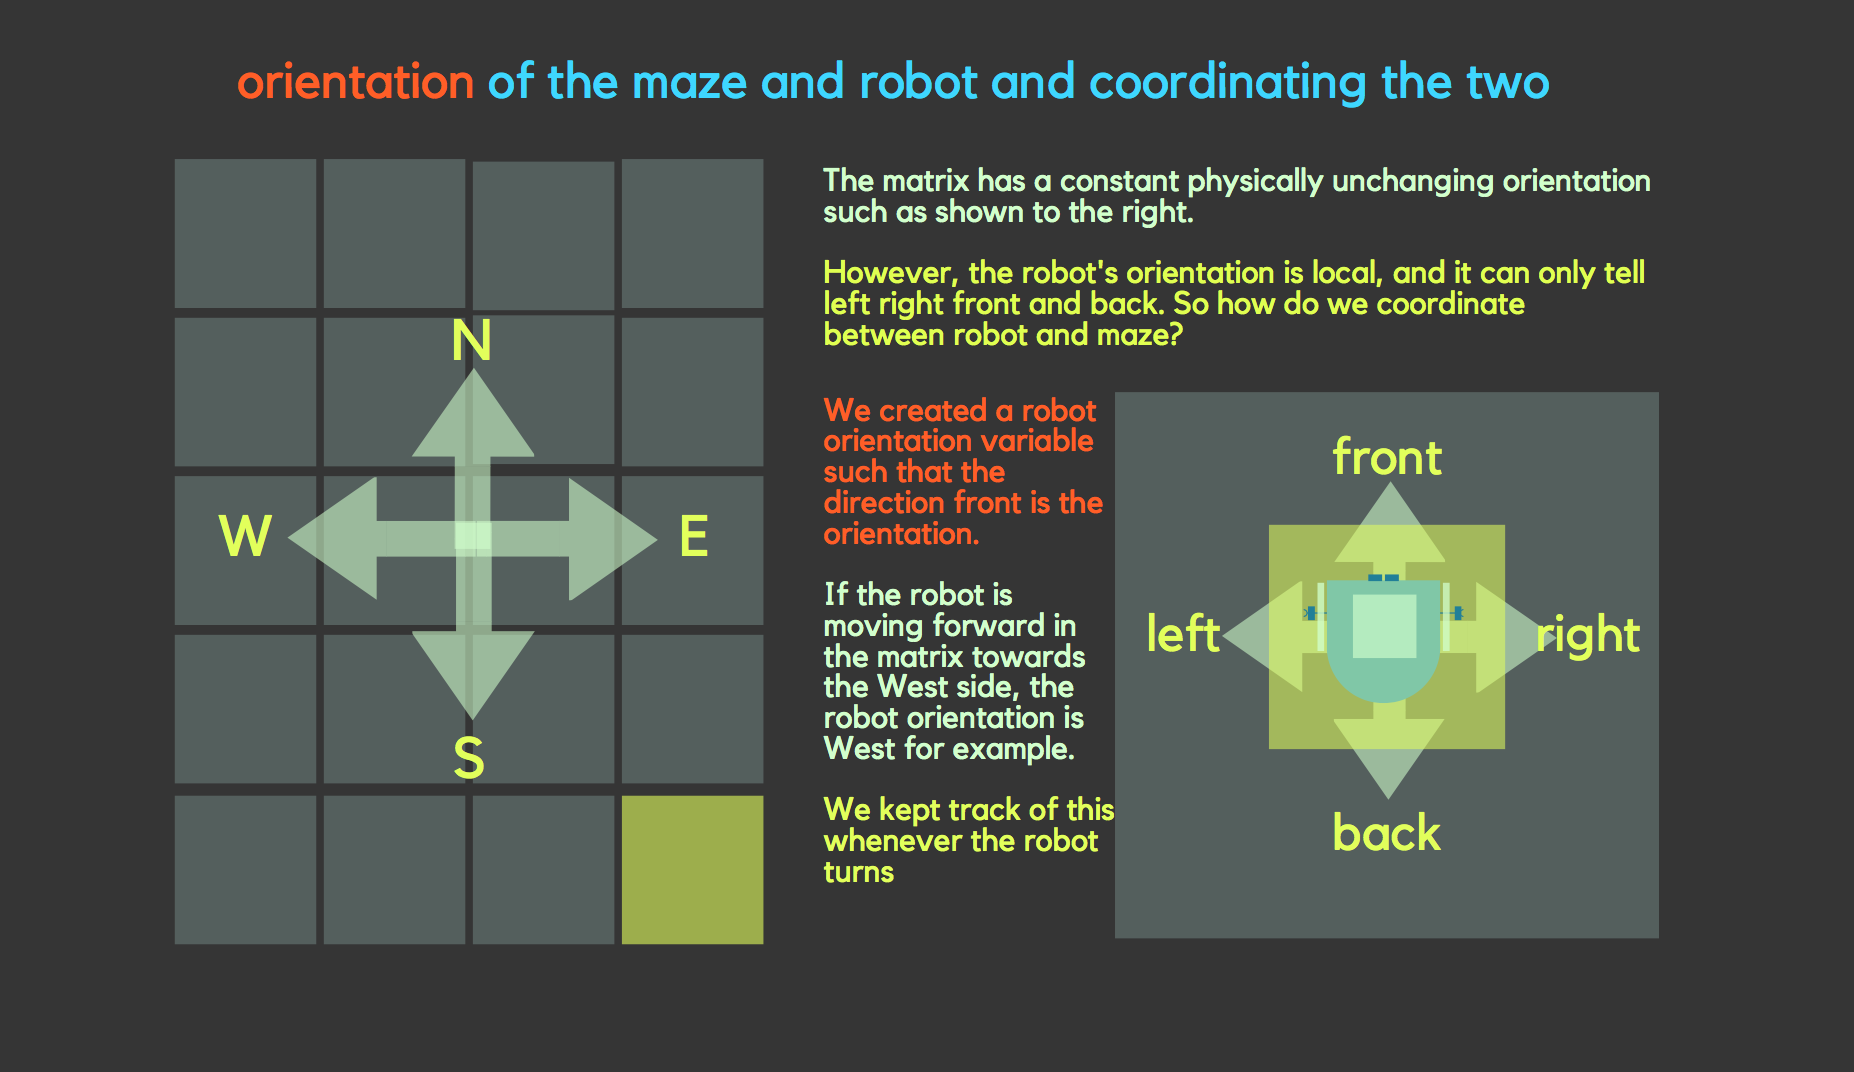 orientation of the maze and robot and coordinating the two
N
W
E
S
The matrix has a constant physically unchanging orientation
such as shown to the right.
However, the robot's orientation is local, and it can only tell
left right front and back. So how do we coordinate
between robot and maze?
We created a robot
orientation variable
such that the
direction front is the
orientation.
If the robot is
moving forward in
the matrix towards
the West side, the
robot orientation is
West for example.
We kept track of this
whenever the robot
turns
front
left
right
back